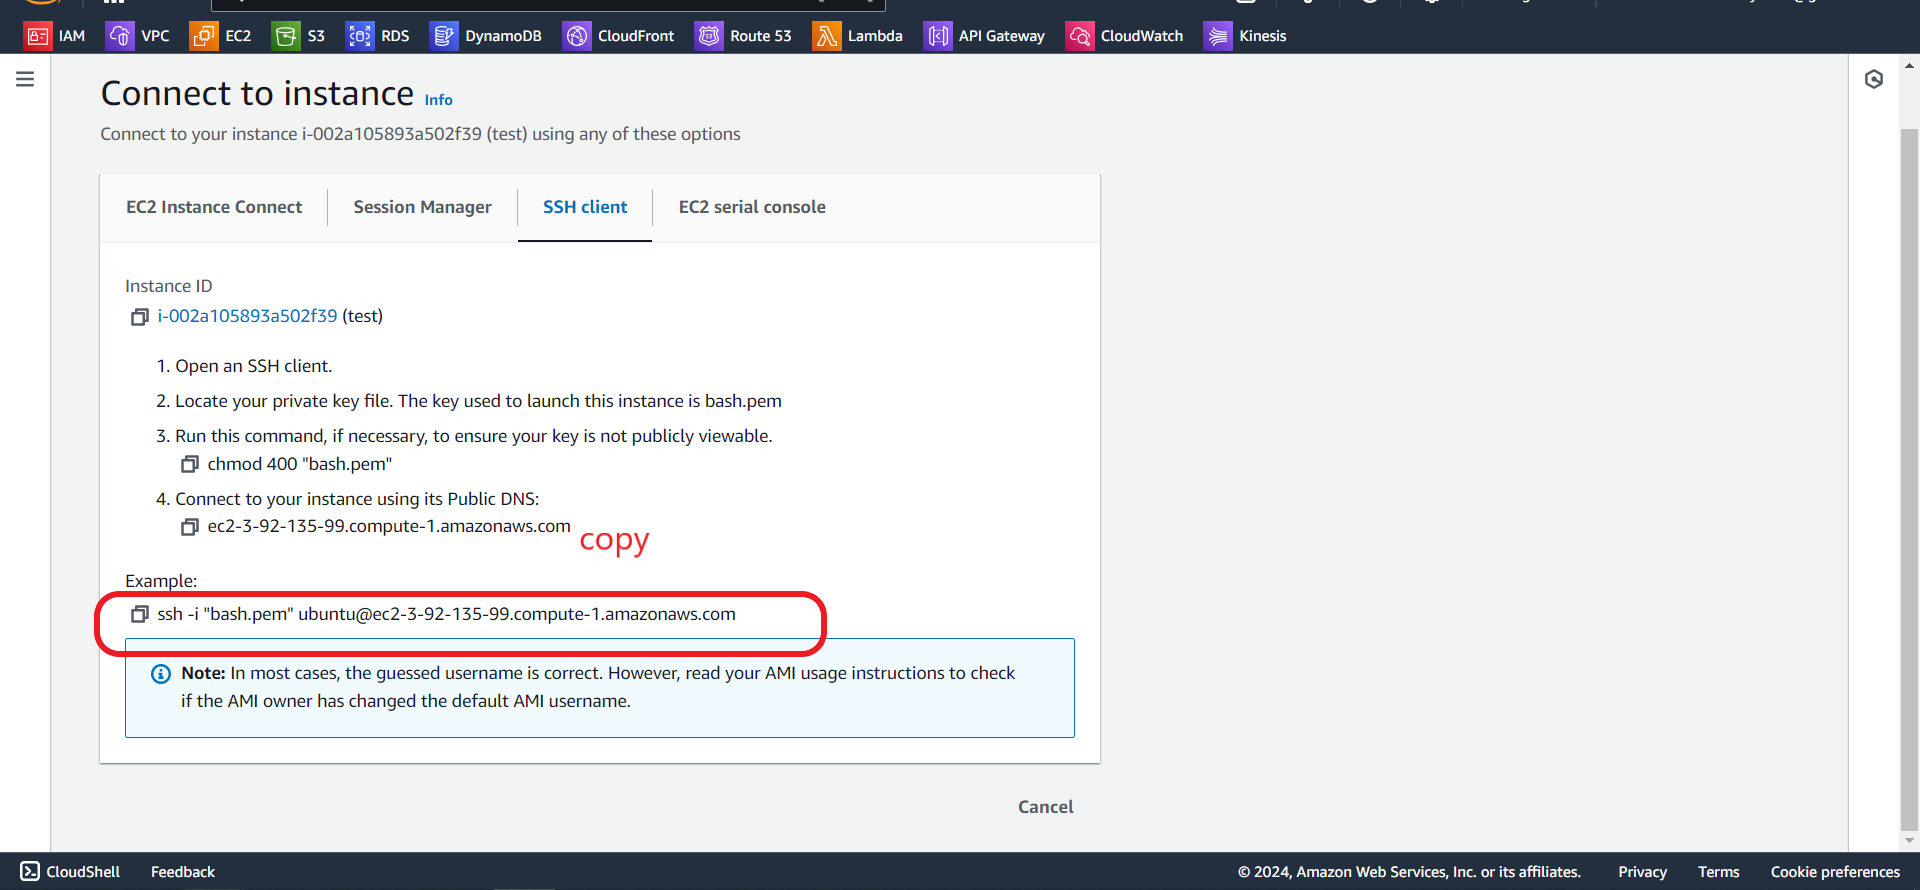 IAM VPC EC2 S3 RDS DynamoDB CloudFront Route 53 Lambda API Gateway CloudWatch Kinesis
Connect to instance Info
Connect to your instance i-002a105893a502f39 (test) using any of these options
EC2 Instance Connect Session Manager SSH client EC2 serial console
Instance ID
i-002a105893a502f39 (test)
1. Open an SSH client.
2. Locate your private key file. The key used to launch this instance is bash.pem
3. Run this command, if necessary, to ensure your key is not publicly viewable.
chmod 400 "bash.pem"
4. Connect to your instance using its Public DNS:
ec2-3-92-135-99.compute-1.amazonaws.com
copy
Example:
ssh -i "bash.pem" ubuntu@ec2-3-92-135-99.compute-1.amazonaws.com
Note: In most cases, the guessed username is correct. However, read your AMI usage instructions to check
if the AMI owner has changed the default AMI username.
Cancel
CloudShell Feedback © 2024, Amazon Web Services, Inc. or its affiliates. Privacy Terms Cookie preferences